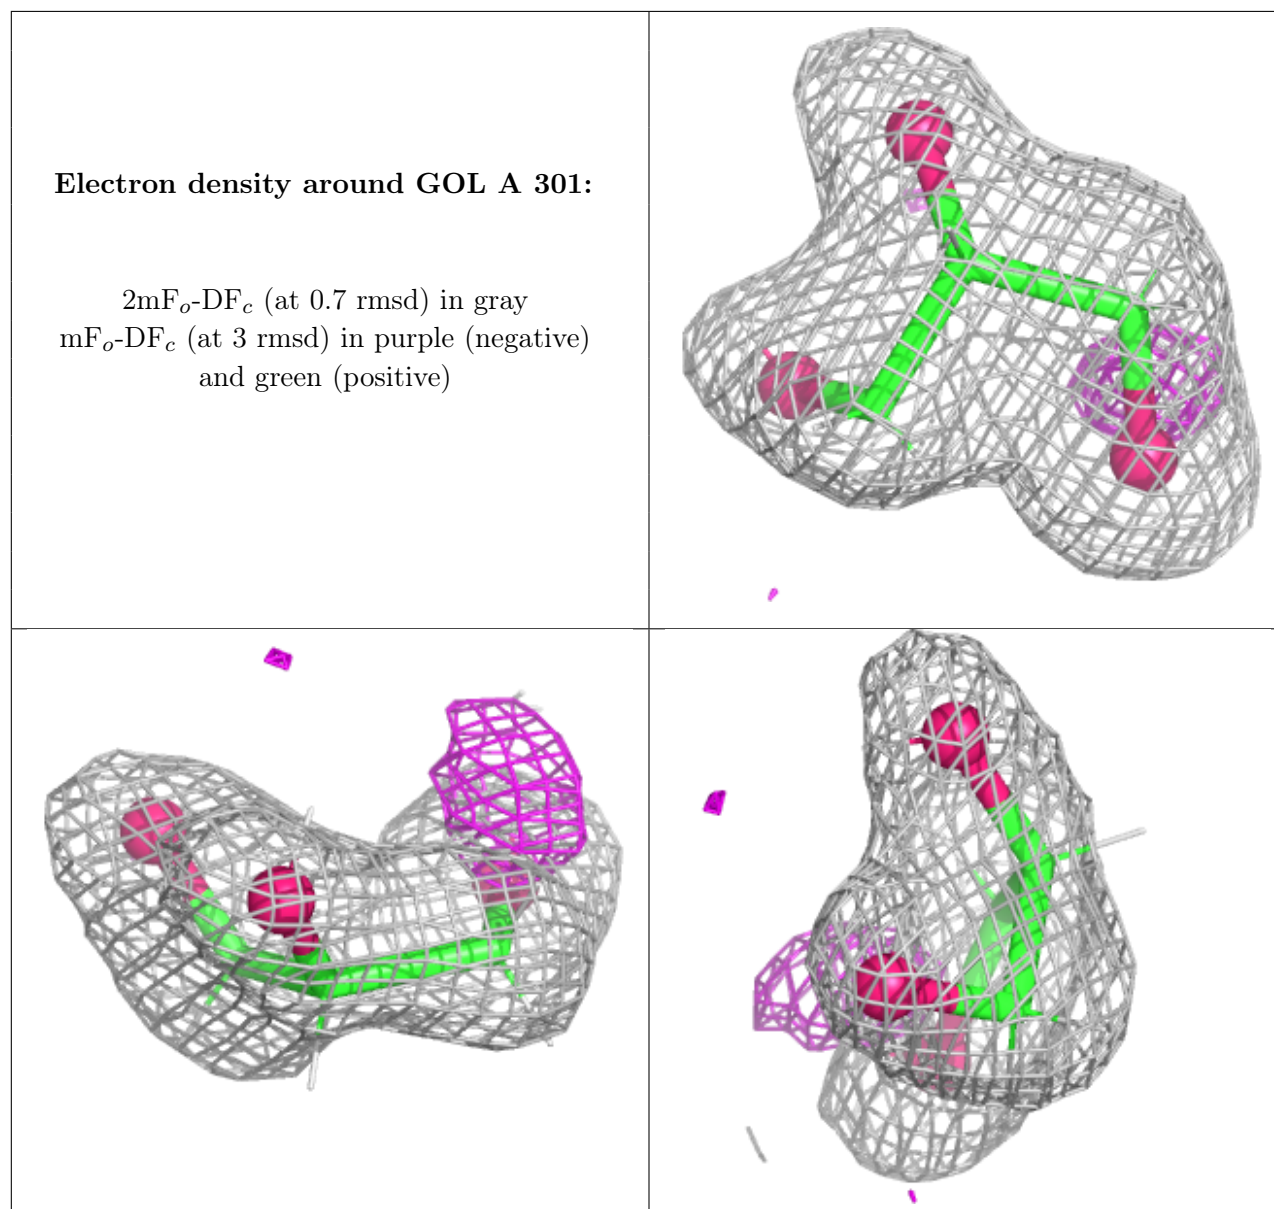 Electron density around GOL A 301:
2mFo-DFc (at 0.7 rmsd) in gray
mFo-DFc (at 3 rmsd) in purple (negative)
and green (positive)